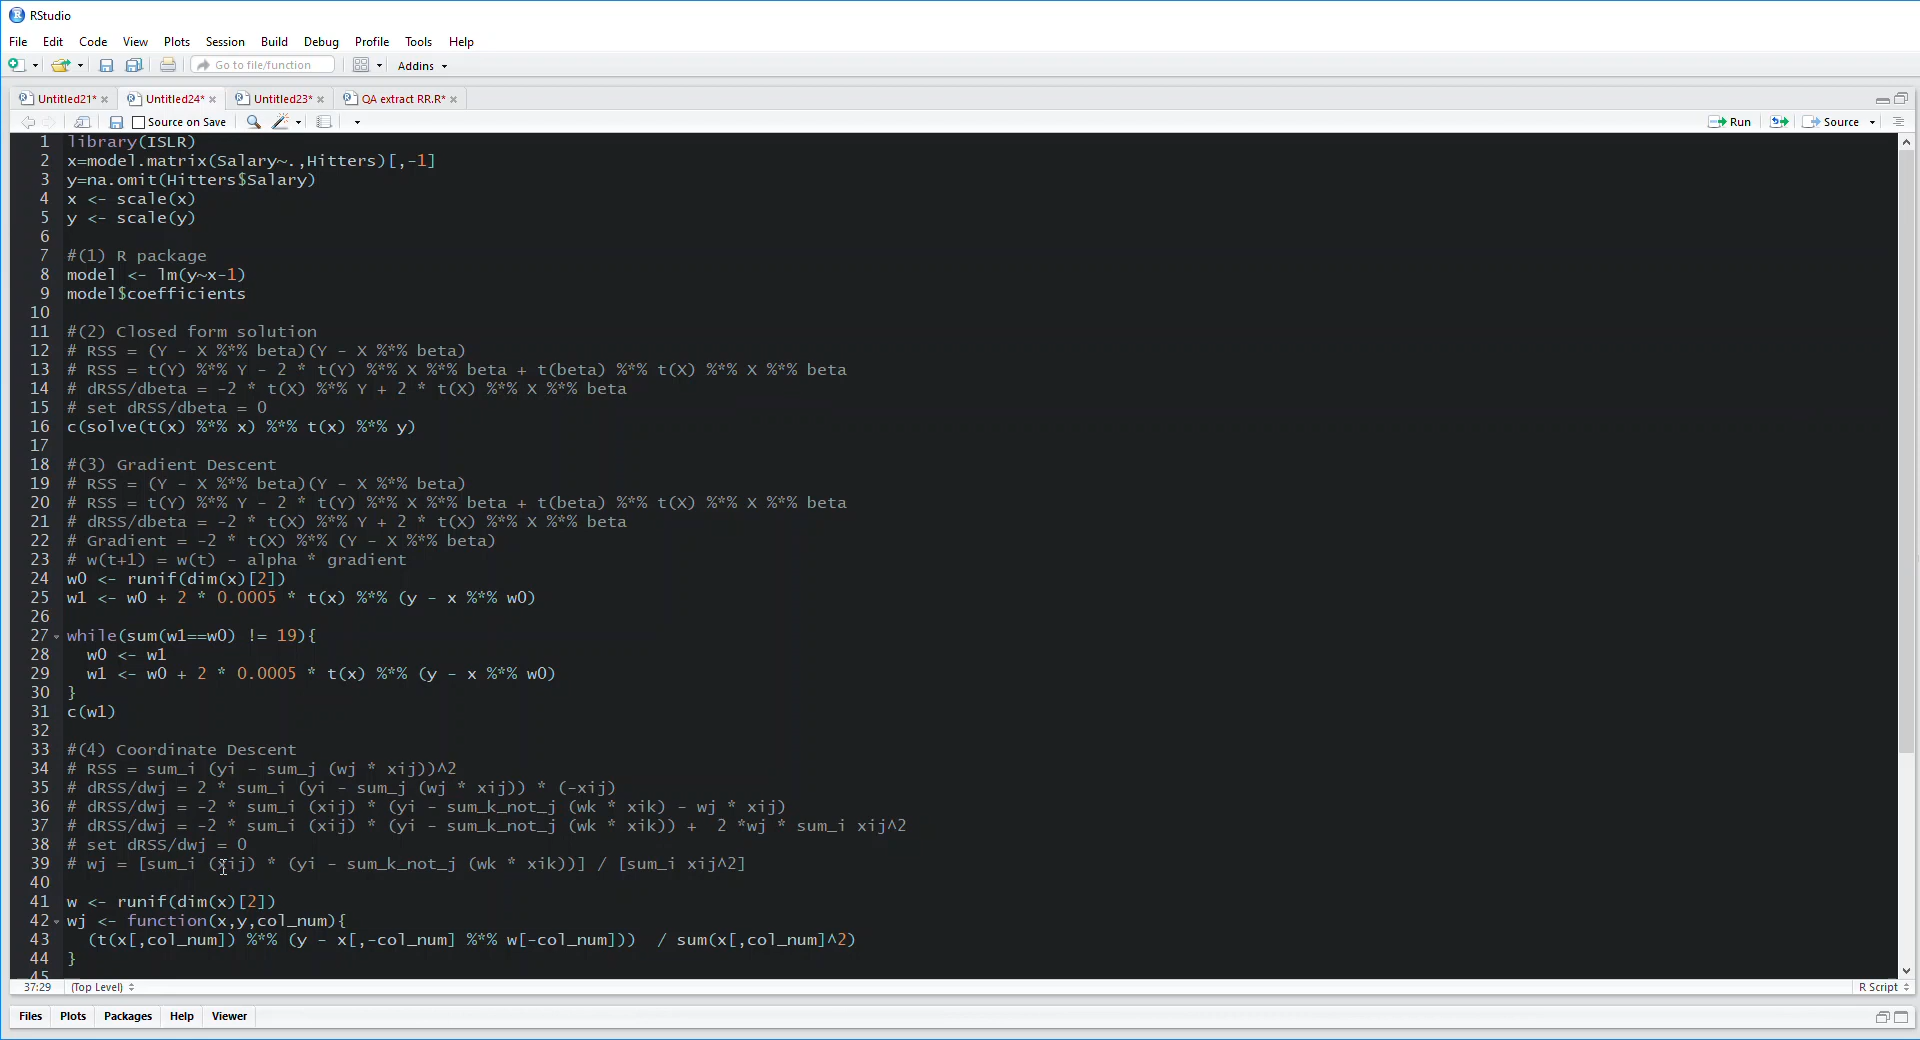 RStudio
File Edit Code View Plots Session Build Debug Profile Tools Help
Go to file/function Addins
Untitled21* Untitled24* Untitled23* QA extract RR.R*
Source on Save Run Source
1 library(ISLR)
2 x=model.matrix(Salary~.,Hitters)[,-1]
3 y=na.omit(Hitters$Salary)
4 x <- scale(x)
5 y <- scale(y)
6
7 #(1) R package
8 model <- lm(y~x-1)
9 model$coefficients
10
11 #(2) Closed form solution
12 # RSS = (Y - X %*% beta)(Y - X %*% beta)
13 # RSS = t(Y) %*% Y - 2 * t(Y) %*% X %*% beta + t(beta) %*% t(X) %*% X %*% beta
14 # dRSS/dbeta = -2 * t(X) %*% Y + 2 * t(X) %*% X %*% beta
15 # set dRSS/dbeta = 0
16 c(solve(t(x) %*% x) %*% t(x) %*% y)
17
18 #(3) Gradient Descent
19 # RSS = (Y - X %*% beta)(Y - X %*% beta)
20 # RSS = t(Y) %*% Y - 2 * t(Y) %*% X %*% beta + t(beta) %*% t(X) %*% X %*% beta
21 # dRSS/dbeta = -2 * t(X) %*% Y + 2 * t(X) %*% X %*% beta
22 # Gradient = -2 * t(X) %*% (Y - X %*% beta)
23 # w(t+1) = w(t) - alpha * gradient
24 w0 <- runif(dim(x)[2])
25 w1 <- w0 + 2 * 0.0005 * t(x) %*% (y - x %*% w0)
26
27 while(sum(w1==w0) != 19){
28 w0 <- w1
29 w1 <- w0 + 2 * 0.0005 * t(x) %*% (y - x %*% w0)
30 }
31 c(w1)
32
33 #(4) Coordinate Descent
34 # RSS = sum_i (yi - sum_j (wj * xij))^2
35 # dRSS/dwj = 2 * sum_i (yi - sum_j (wj * xij)) * (-xij)
36 # dRSS/dwj = -2 * sum_i (xij) * (yi - sum_k_not_j (wk * xik) - wj * xij)
37 # dRSS/dwj = -2 * sum_i (xij) * (yi - sum_k_not_j (wk * xik)) +  2 *wj * sum_i xij^2
38 # set dRSS/dwj = 0
39 # wj = [sum_i (xij) * (yi - sum_k_not_j (wk * xik))] / [sum_i xij^2]
40
41 w <- runif(dim(x)[2])
42 wj <- function(x,y,col_num){
43 (t(x[,col_num]) %*% (y - x[,-col_num] %*% w[-col_num]))  / sum(x[,col_num]^2)
44 }
45
37:29 (Top Level) R Script
Files Plots Packages Help Viewer